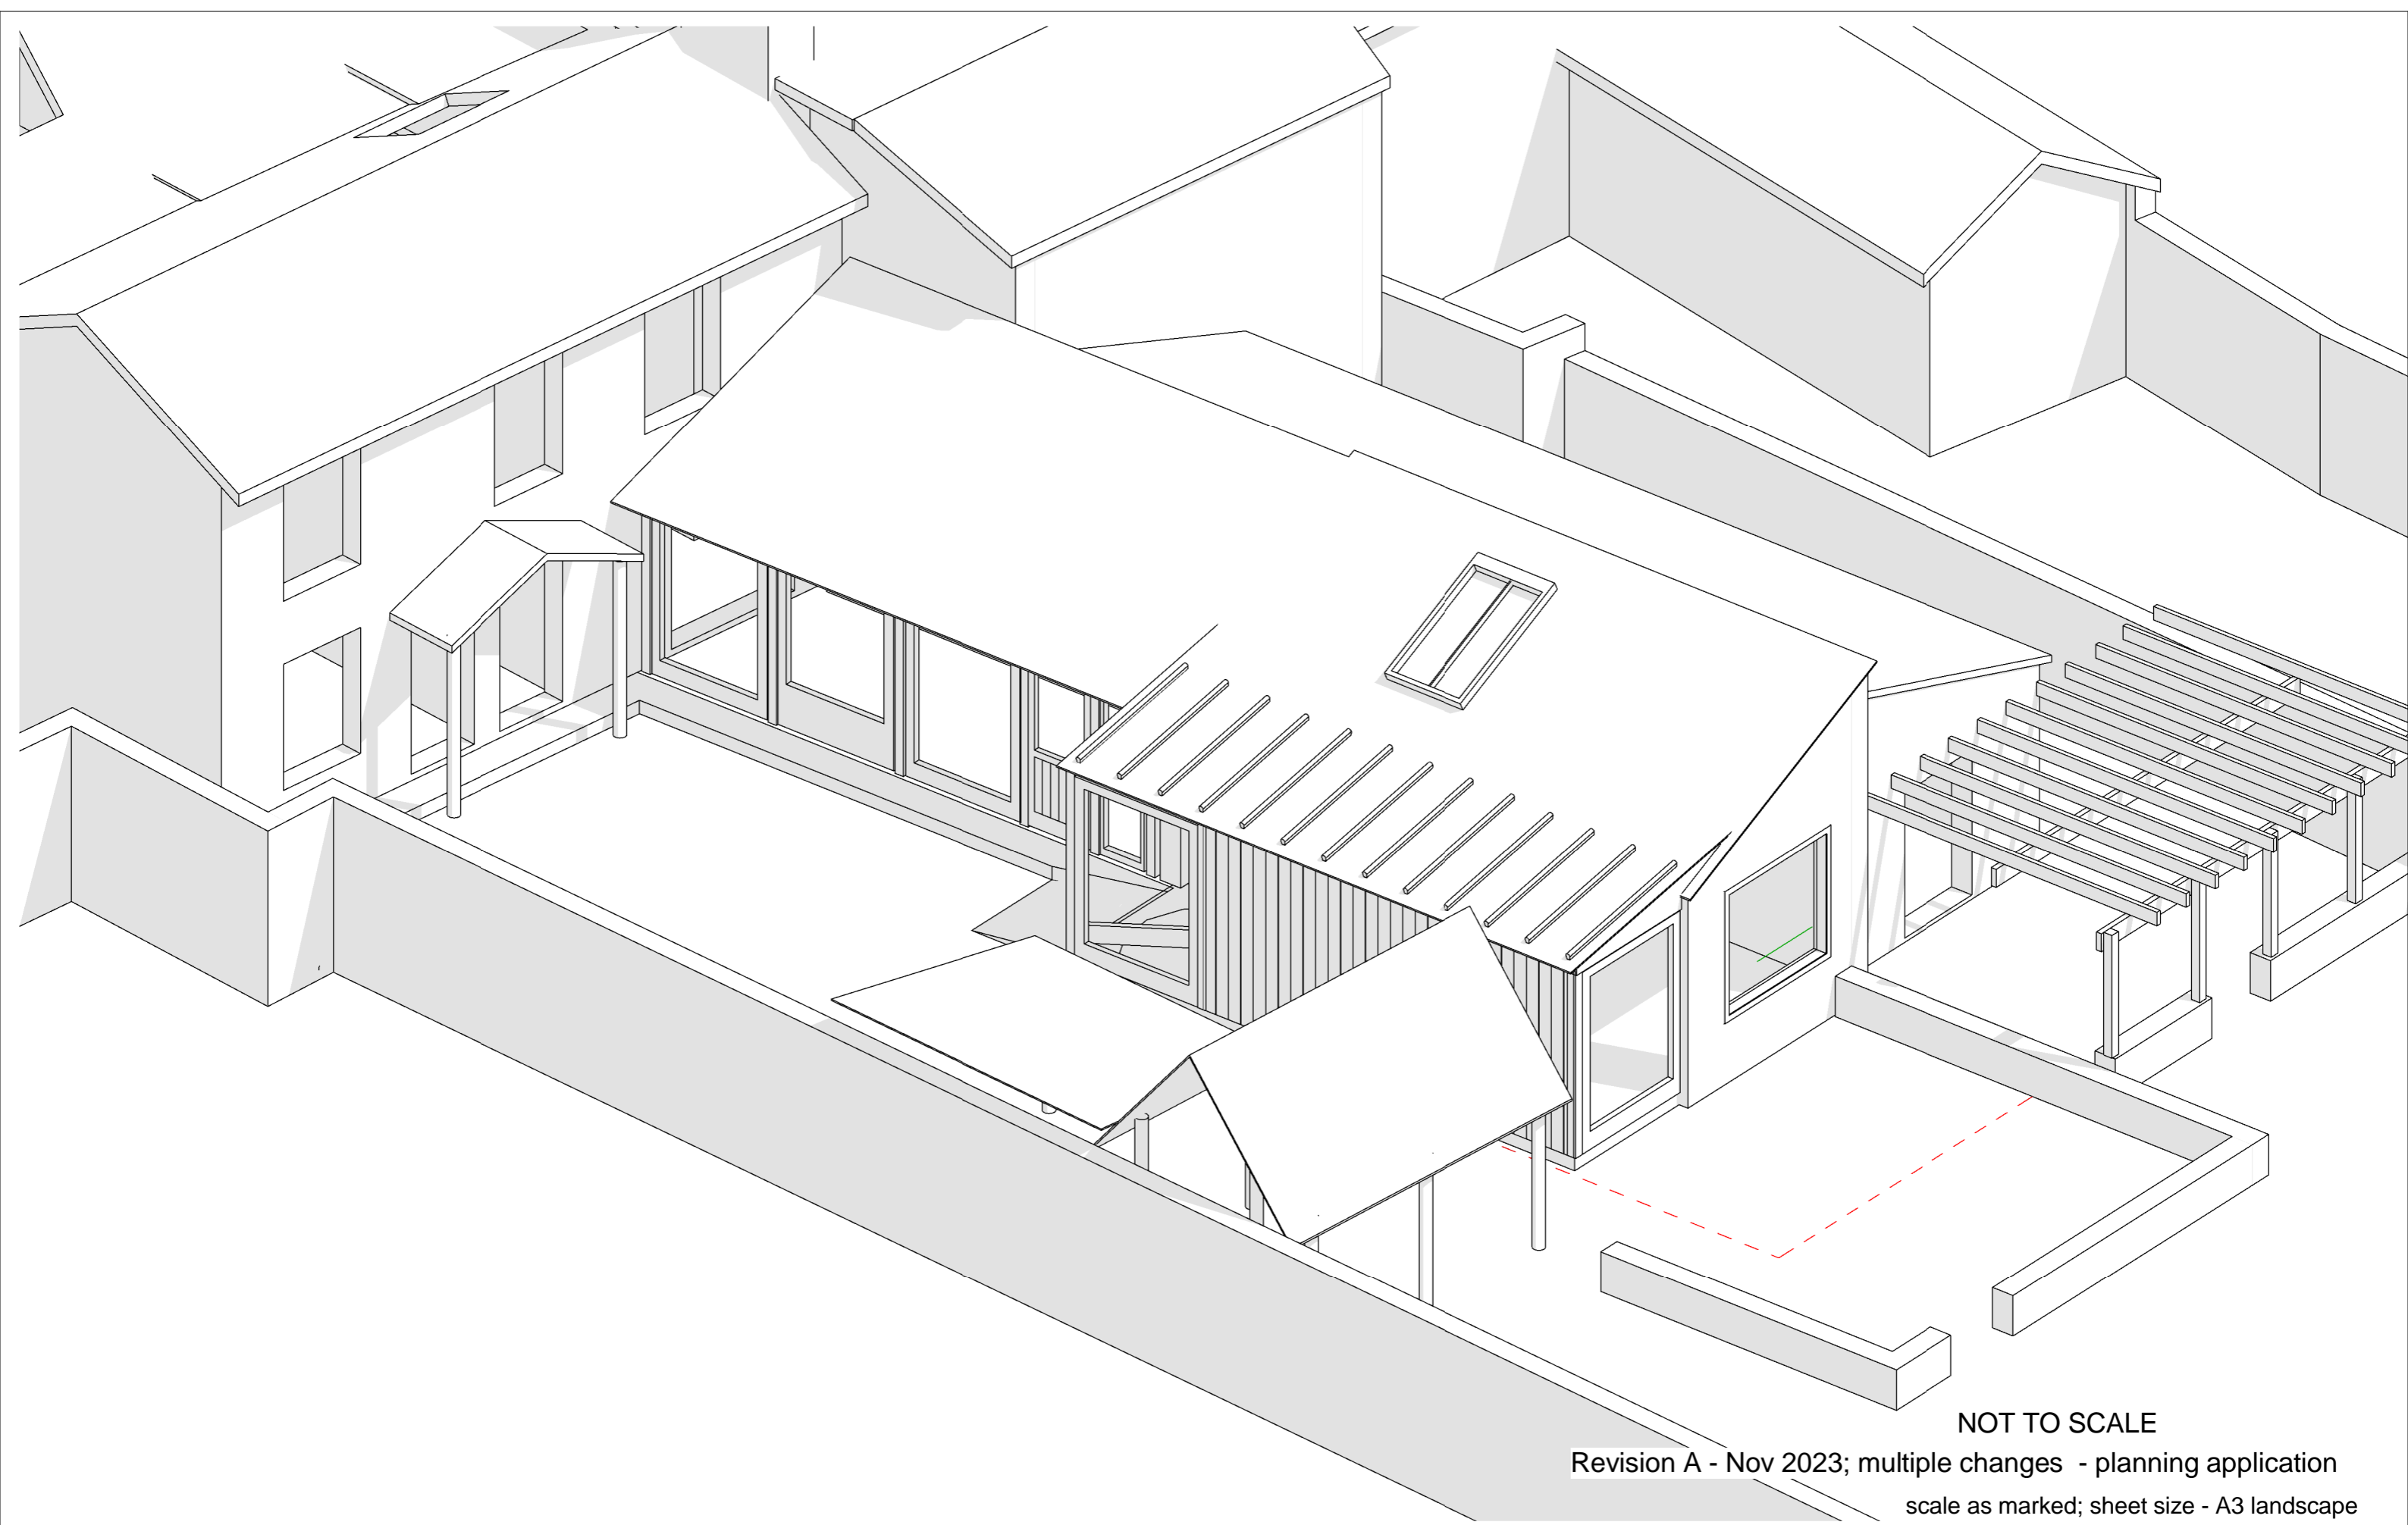 NOT TO SCALE
Revision A - Nov 2023; multiple changes  - planning application
scale as marked; sheet size - A3 landscape